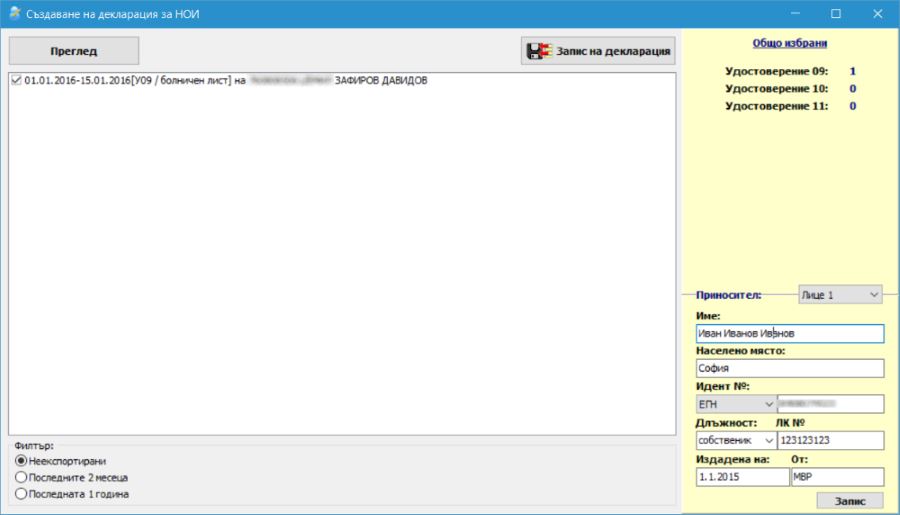 Създаване на декларация за НОИ
Преглед
Запис на декларация
01.01.2016-15.01.2016[У09 / болничен лист] на ЗАФИРОВ ДАВИДОВ
Филтър:
Неекспортирани
Последните 2 месеца
Последната 1 година
Общо избрани
Удостоверение 09: 1
Удостоверение 10: 0
Удостоверение 11: 0
Приносител: Лице 1
Име:
Иван Иванов Иванов
Населено място:
София
Идент №:
ЕГН
Длъжност: ЛК №
собственик 123123123
Издадена на: От:
1.1.2015 МВР
Запис